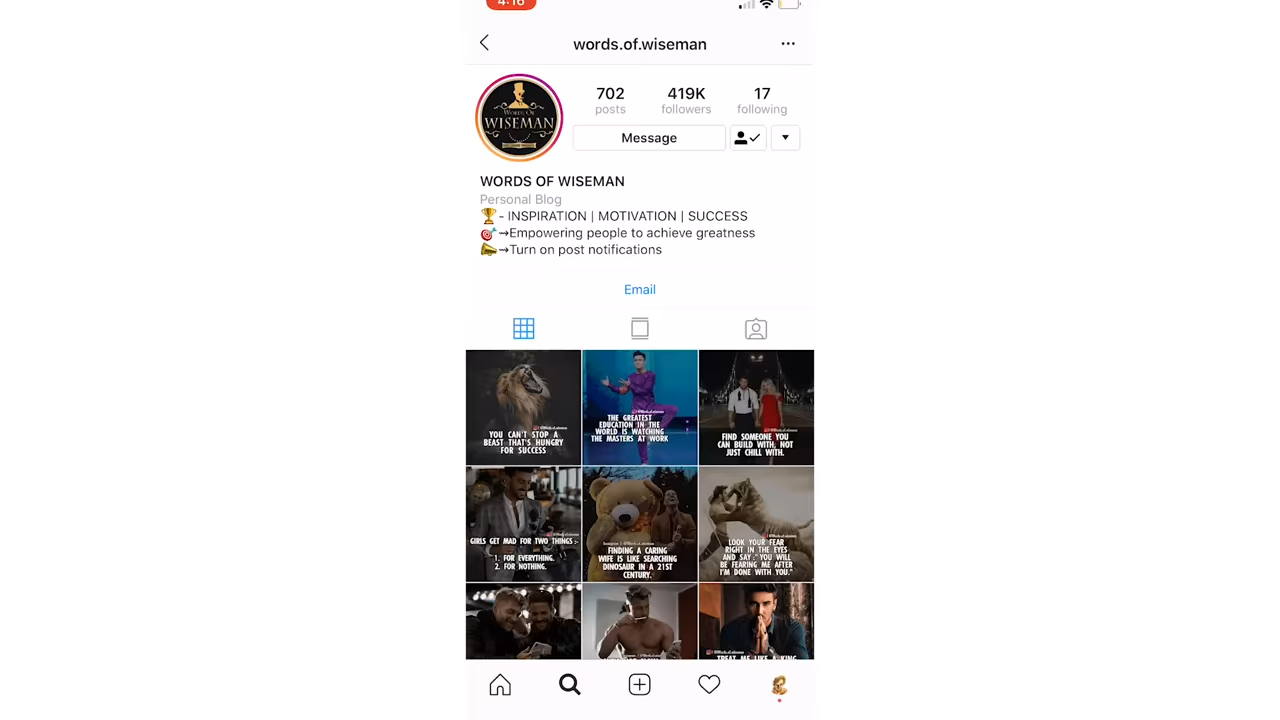 4:16
words.of.wiseman
702
419K
17
posts
followers
following
WORDS OF
WISEMAN
Message
WORDS OF WISEMAN
Personal Blog
- INSPIRATION | MOTIVATION | SUCCESS
→Empowering people to achieve greatness
→Turn on post notifications
Email
YOU CAN'T STOP A
BEAST THAT'S HUNGRY
FOR SUCCESS
THE GREATEST
EDUCATION IN THE
WORLD IS WATCHING
THE MASTERS AT WORK
FIND SOMEONE YOU
CAN BUILD WITH, NOT
JUST CHILL WITH.
GIRLS GET MAD FOR TWO THINGS :-
1. FOR EVERYTHING.
2. FOR NOTHING.
FINDING A CARING
WIFE IS LIKE SEARCHING
DINOSAUR IN A 21ST
CENTURY.
LOOK YOUR FEAR
RIGHT IN THE EYES
AND SAY :" YOU WILL
BE FEARING ME AFTER
I'M DONE WITH YOU."
TREAT ME LIKE A KING